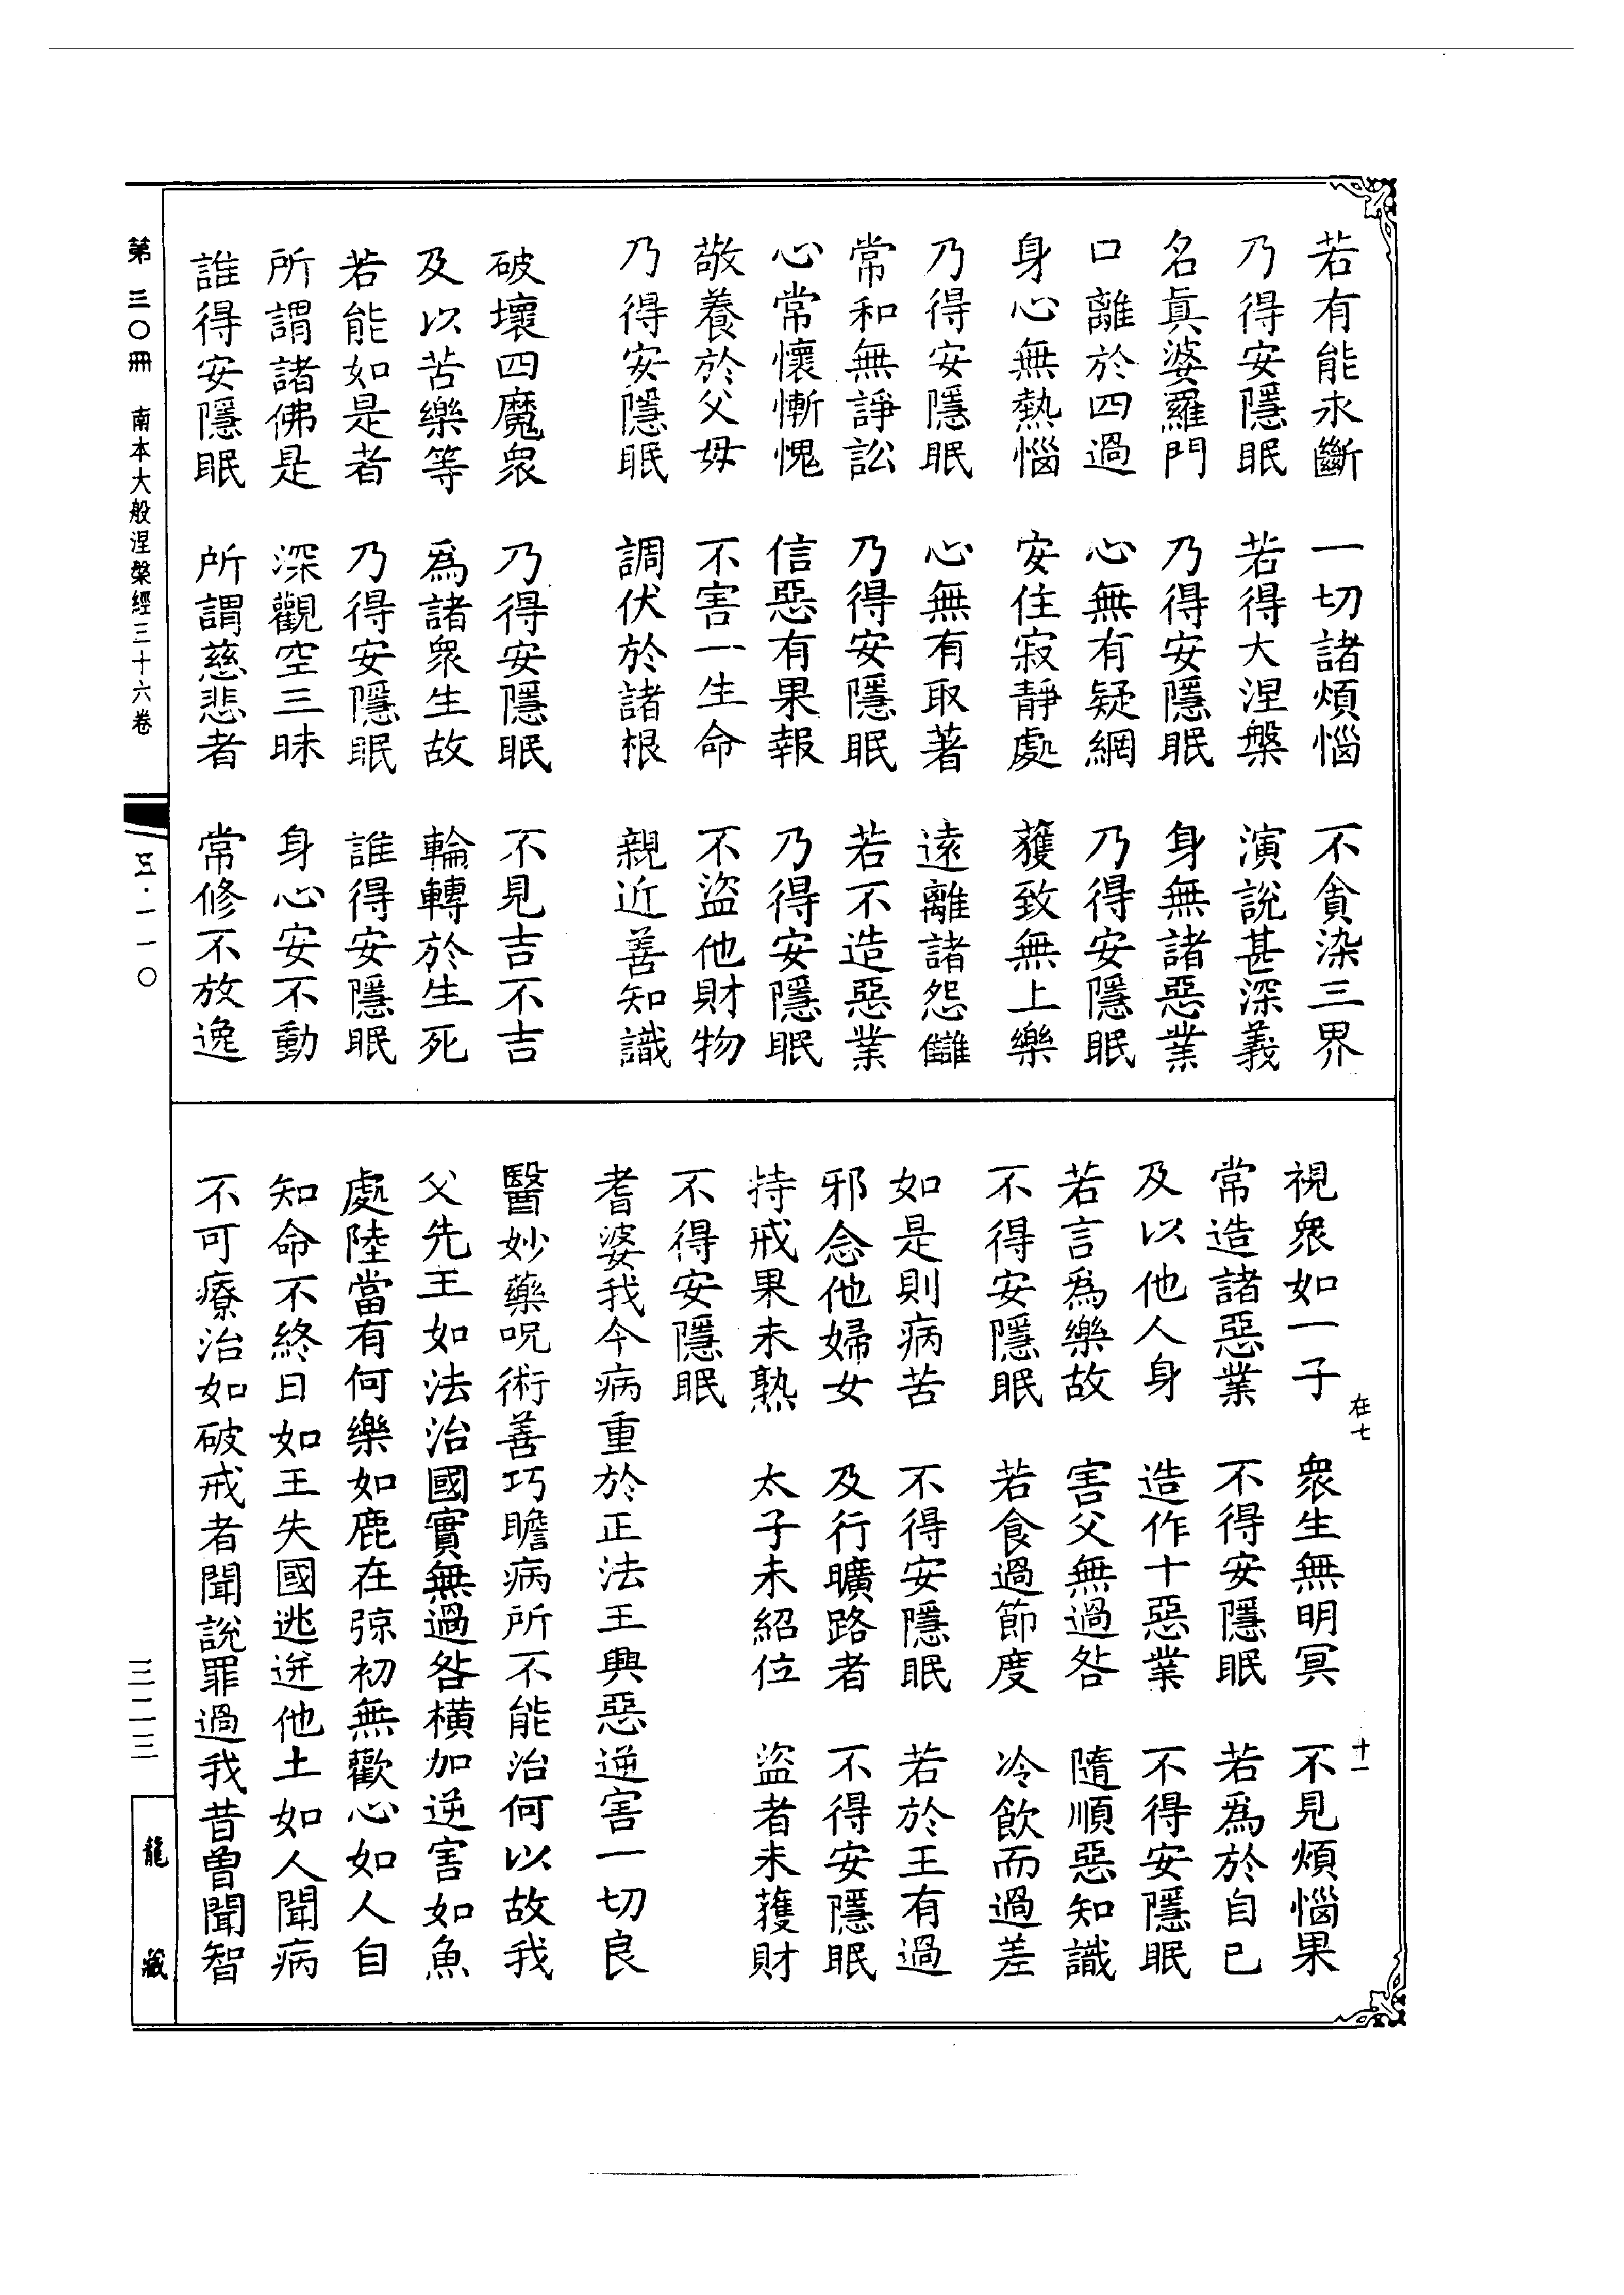 若有能永斷 一切諸煩惱 不貪染三界
乃得安隱眠 若得大涅槃 演說甚深義
名真婆羅門 乃得安隱眠 身無諸惡業
口離於四過 心無有疑網 乃得安隱眠
身心無熱惱 安住寂靜處 獲致無上樂
乃得安隱眠 心無有取著 遠離諸怨讎
常和無諍訟 乃得安隱眠 若不造惡業
心常懷慚愧 信惡有果報 乃得安隱眠
敬養於父母 不害一生命 不盜他財物
乃得安隱眠 調伏於諸根 親近善知識
破壞四魔衆 乃得安隱眠 不見吉不吉
及以苦樂等 爲諸衆生故 輪轉於生死
若能如是者 乃得安隱眠 誰得安隱眠
所謂諸佛是 深觀空三昧 身心安不動
誰得安隱眠 所謂慈悲者 常修不放逸
視衆如一子 衆生無明冥 不見煩惱果
常造諸惡業 不得安隱眠 若爲於自己
及以他人身 造作十惡業 不得安隱眠
若言爲樂故 害父無過咎 隨順惡知識
不得安隱眠 若食過節度 冷飲而過差
如是則病苦 不得安隱眠 若於王有過
邪念他婦女 及行曠路者 不得安隱眠
持戒果未熟 太子未紹位 盜者未獲財
不得安隱眠
耆婆我今病重於正法王興惡逆害一切良
醫妙藥呪術善巧瞻病所不能治何以故我
父先王如法治國實無過咎橫加逆害如魚
處陸當有何樂如鹿在弶初無歡心如人自
知命不終日如王失國逃迸他土如人聞病
不可療治如破戒者聞說罪過我昔曾聞智
在七 十一
第三〇冊 南本大般涅槃經三十六卷
五·一一〇
三二三
龍藏